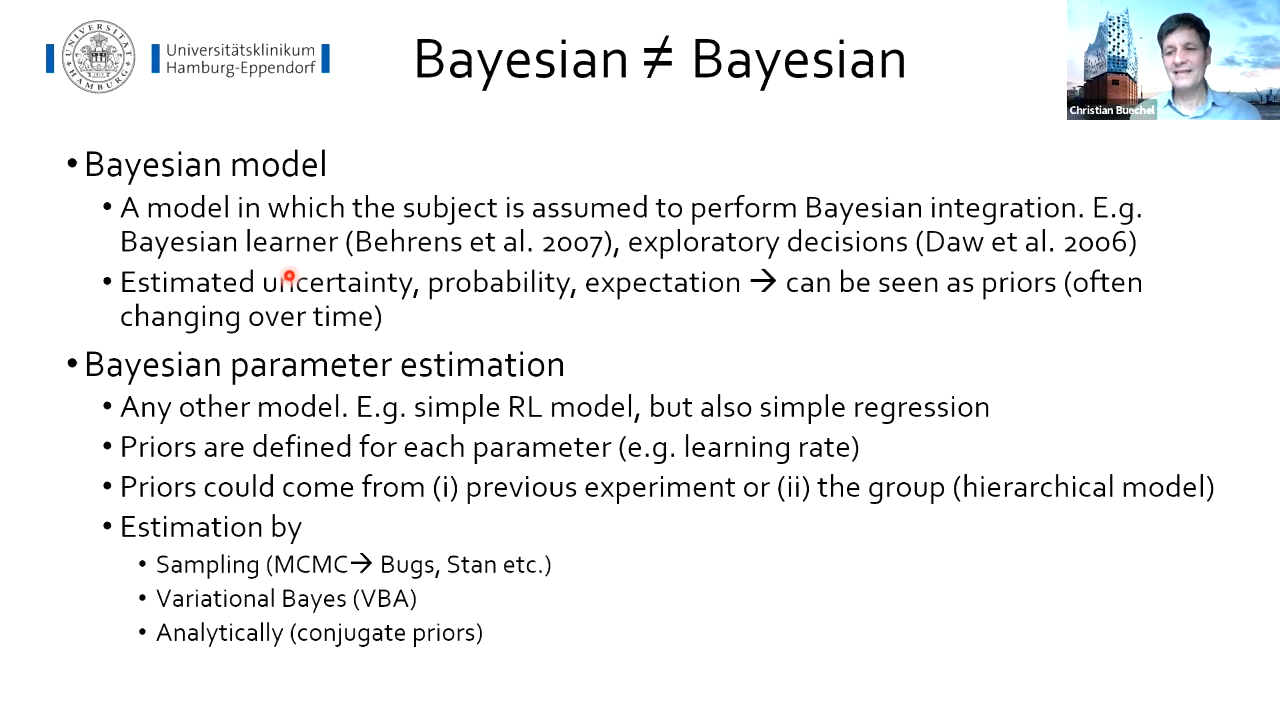 UNIVERSITÄT HAMBURG
Universitätsklinikum
Hamburg-Eppendorf
Bayesian ≠ Bayesian
Christian Buechel
• Bayesian model
• A model in which the subject is assumed to perform Bayesian integration. E.g.
Bayesian learner (Behrens et al. 2007), exploratory decisions (Daw et al. 2006)
• Estimated uncertainty, probability, expectation → can be seen as priors (often
changing over time)
• Bayesian parameter estimation
• Any other model. E.g. simple RL model, but also simple regression
• Priors are defined for each parameter (e.g. learning rate)
• Priors could come from (i) previous experiment or (ii) the group (hierarchical model)
• Estimation by
• Sampling (MCMC→ Bugs, Stan etc.)
• Variational Bayes (VBA)
• Analytically (conjugate priors)